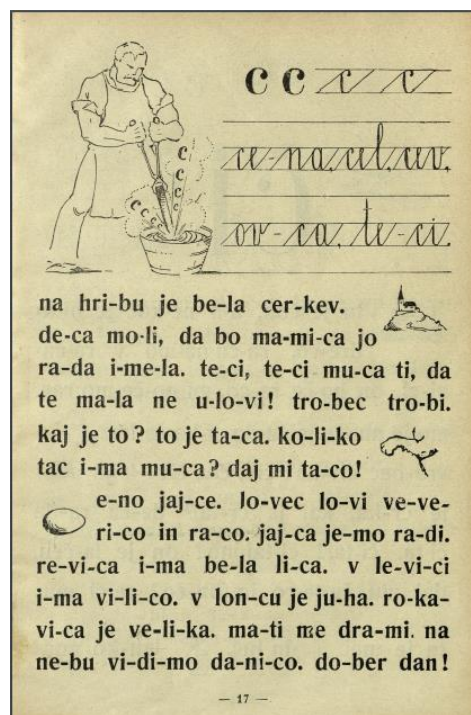 c c c c
ce-na. cel. cev.
ov-ca. te-ci.
c
c
c
c
c
c
c
c
na hri-bu je be-la cer-kev.
de-ca mo-li, da bo ma-mi-ca jo
ra-da i-me-la. te-ci, te-ci mu-ca ti, da
te ma-la ne u-lo-vi! tro-bec tro-bi.
kaj je to? to je ta-ca. ko-li-ko
tac i-ma mu-ca? daj mi ta-co!
e-no jaj-ce. lo-vec lo-vi ve-ve-
ri-co in ra-co. jaj-ca je-mo ra-di.
re-vi-ca i-ma be-la li-ca. v le-vi-ci
i-ma vi-li-co. v lon-cu je ju-ha. ro-ka-
vi-ca je ve-li-ka. ma-ti me dra-mi. na
ne-bu vi-di-mo da-ni-co. do-ber dan!
— 17 —